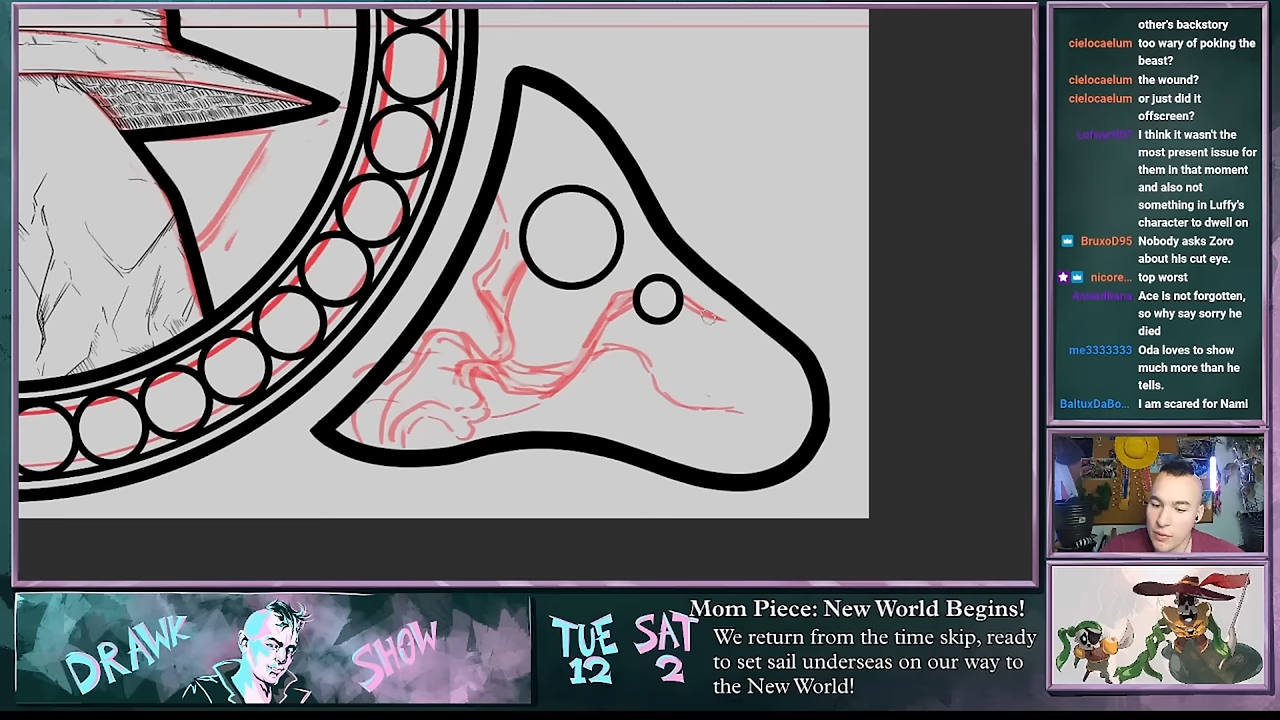 other's backstory
cielocaelum too wary of poking the
beast?
cielocaelum the wound?
cielocaelum or just did it
offscreen?
I think it wasn't the
most present issue for
them in that moment
and also not
something in Luffy's
character to dwell on
BruxoD95 Nobody asks Zoro
about his cut eye.
nicore... top worst
Ace is not forgotten,
so why say sorry he
died
me3333333 Oda loves to show
much more than he
tells.
BaltuxDaBo... I am scared for Nami
DRAWK
SHOW
TUE SAT
12 2
Mom Piece: New World Begins!
We return from the time skip, ready
to set sail underseas on our way to
the New World!